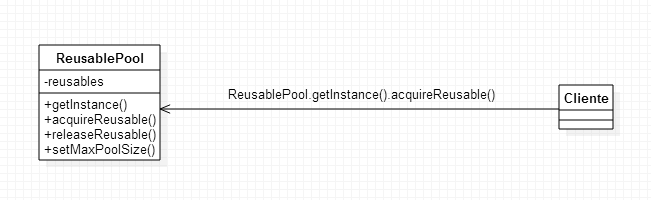 ReusablePool
-reusables
+getInstance()
+acquireReusable()
+releaseReusable()
+setMaxPoolSize()
ReusablePool.getInstance().acquireReusable()
Cliente